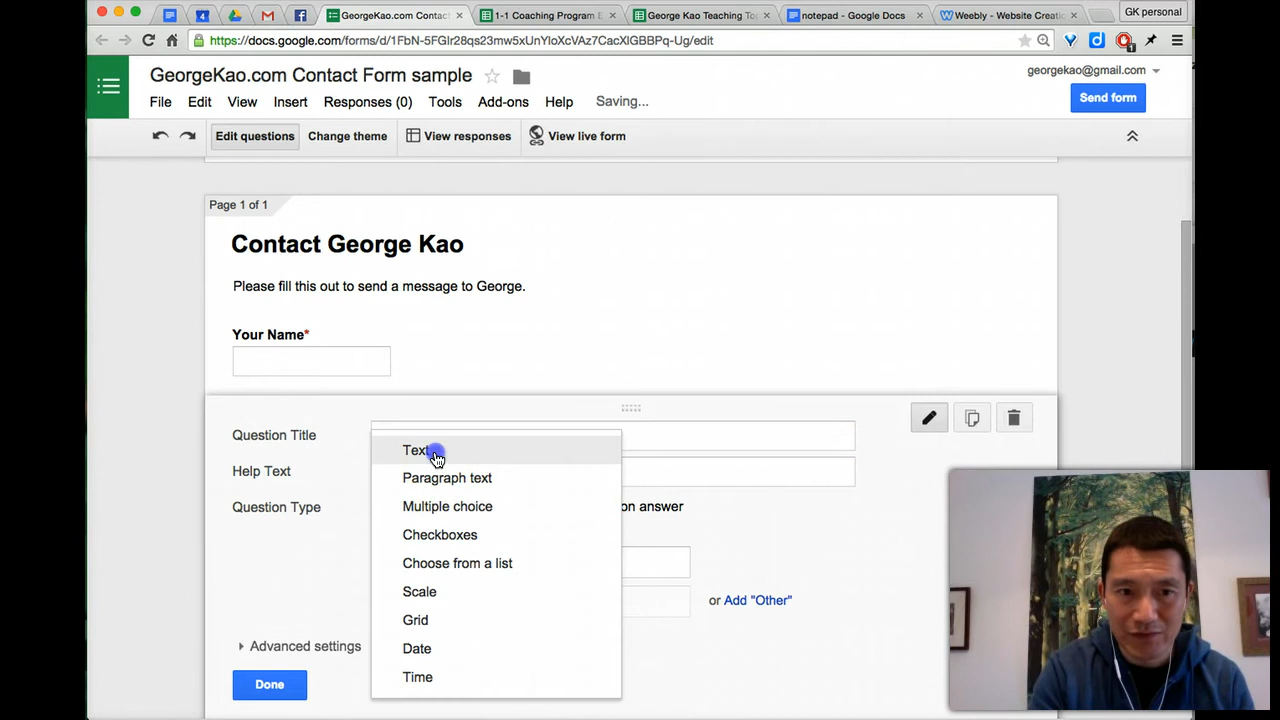 GeorgeKao.com Contac
1-1 Coaching Program E
George Kao Teaching To
notepad - Google Docs
Weebly - Website Creatio
GK personal
https://docs.google.com/forms/d/1FbN-5FGIr28qs23mw5xUnYIoXcVAz7CacXlGBBPq-Ug/edit
GeorgeKao.com Contact Form sample
georgekao@gmail.com
File Edit View Insert Responses (0) Tools Add-ons Help Saving...
Send form
Edit questions Change theme View responses View live form
Page 1 of 1
Contact George Kao
Please fill this out to send a message to George.
Your Name*
Question Title
Text
Help Text
Paragraph text
Question Type
Multiple choice
on answer
Checkboxes
Choose from a list
Scale
or Add "Other"
Grid
Advanced settings
Date
Time
Done